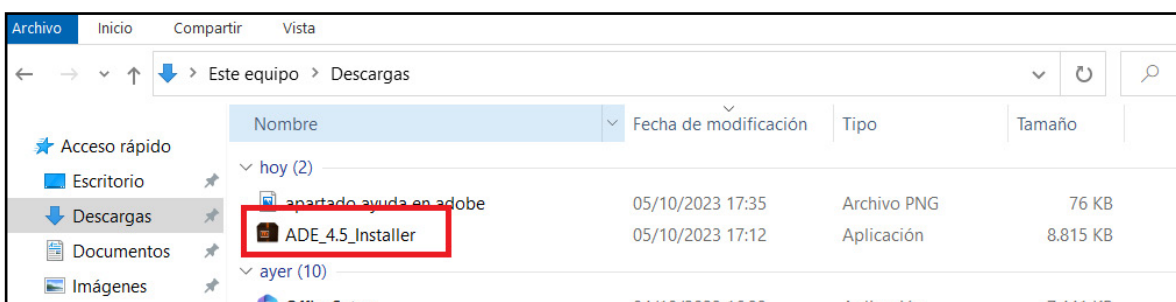 Archivo Inicio Compartir Vista
Este equipo > Descargas
Nombre Fecha de modificación Tipo Tamaño
Acceso rápido
hoy (2)
Escritorio
apartado ayuda en adobe 05/10/2023 17:35 Archivo PNG 76 KB
Descargas
ADE_4.5_Installer 05/10/2023 17:12 Aplicación 8.815 KB
Documentos
ayer (10)
Imágenes